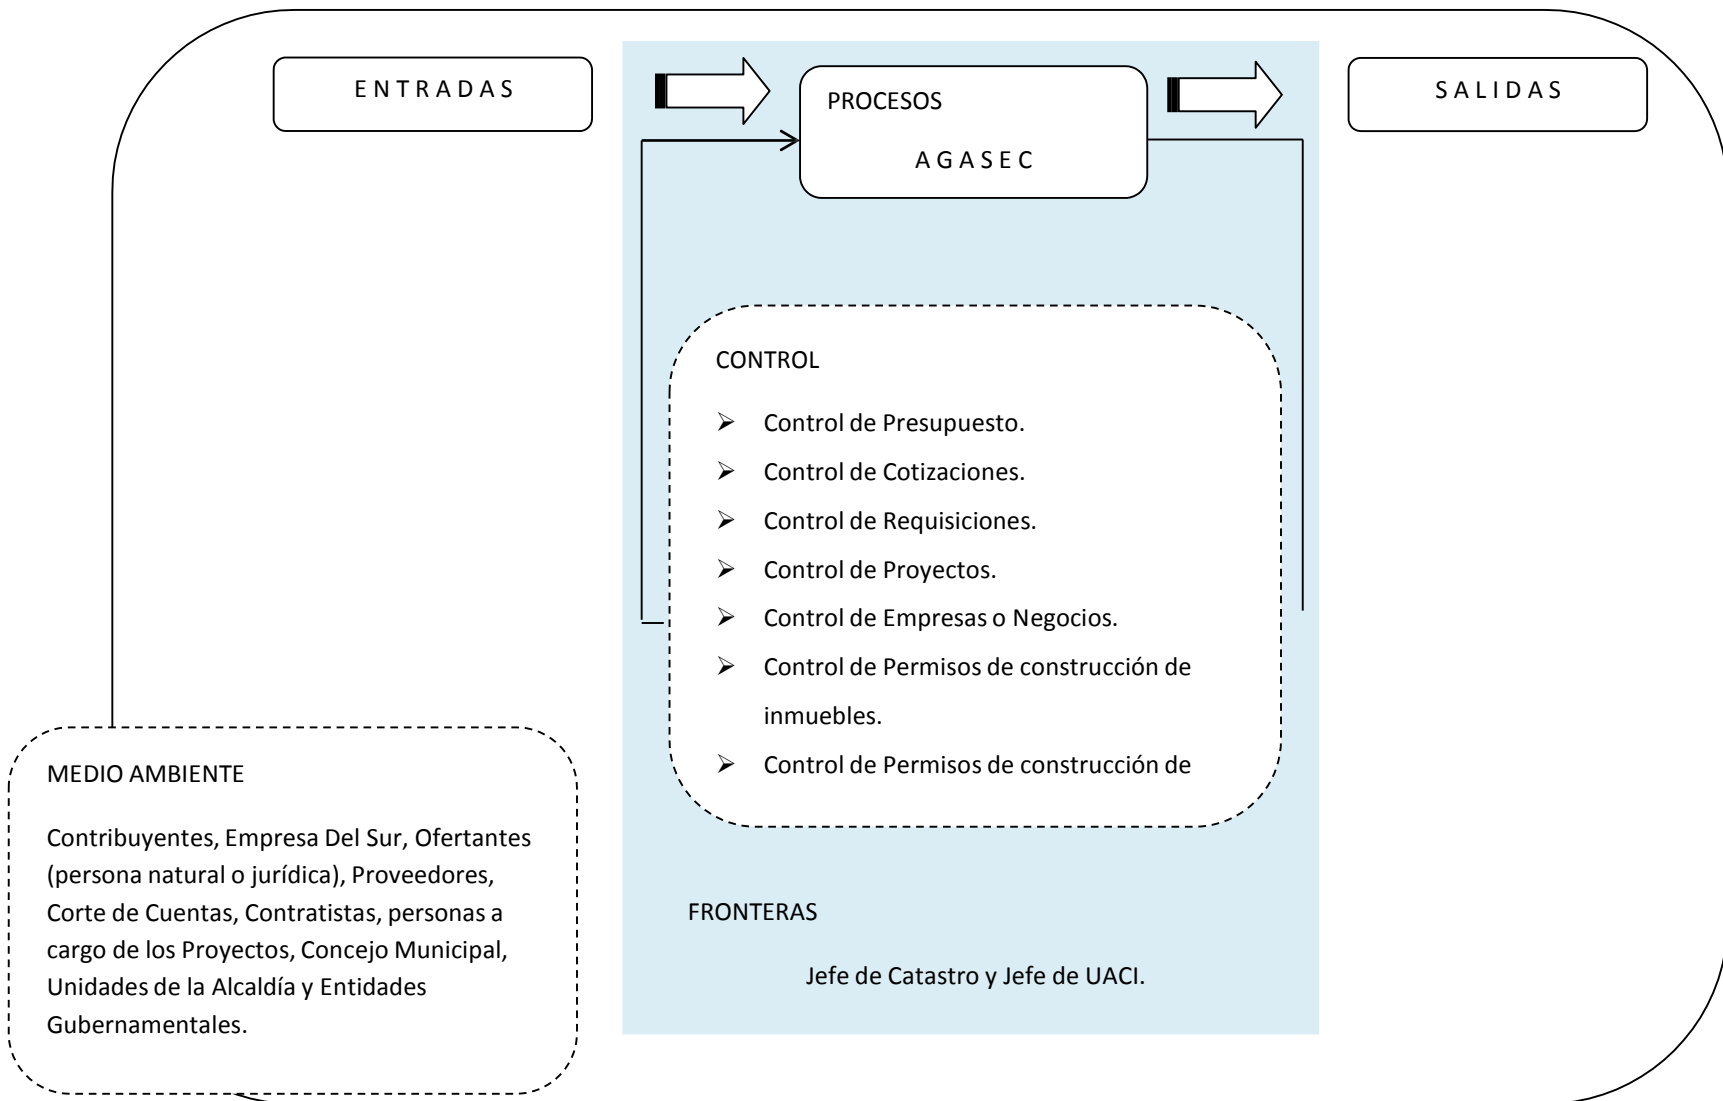 E N T R A D A S
PROCESOS
A G A S E C
S A L I D A S
CONTROL
➢ Control de Presupuesto.
➢ Control de Cotizaciones.
➢ Control de Requisiciones.
➢ Control de Proyectos.
➢ Control de Empresas o Negocios.
➢ Control de Permisos de construcción de
inmuebles.
➢ Control de Permisos de construcción de
MEDIO AMBIENTE
Contribuyentes, Empresa Del Sur, Ofertantes
(persona natural o jurídica), Proveedores,
Corte de Cuentas, Contratistas, personas a
cargo de los Proyectos, Concejo Municipal,
Unidades de la Alcaldía y Entidades
Gubernamentales.
FRONTERAS
Jefe de Catastro y Jefe de UACI.